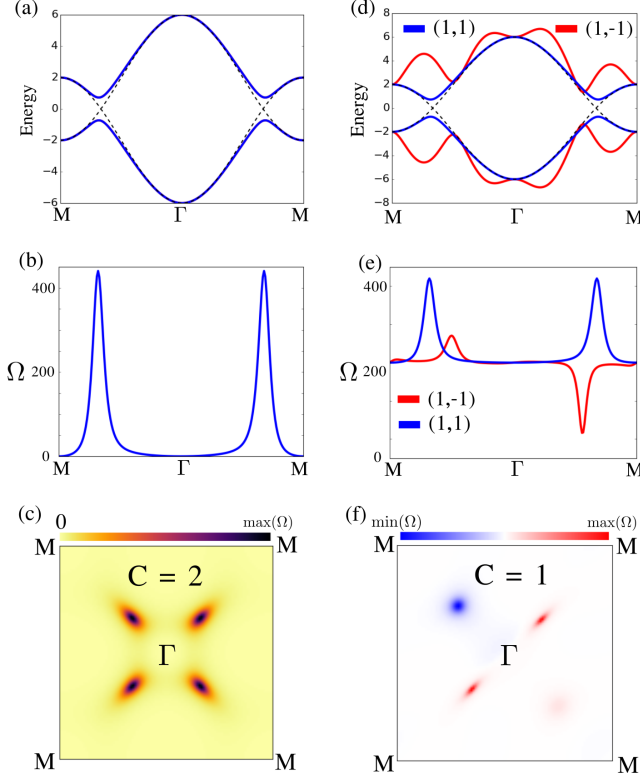 (a)
6
4
2
0
−2
−4
−6
Energy
M Γ M
(b)
400
200
0
Ω
M Γ M
(c)
0 max(Ω)
M M
C = 2
Γ
M M
(d)
8
6
4
2
0
−2
−4
−6
−8
Energy
(1,1) (1,-1)
M Γ M
(e)
400
200
0
Ω
(1,-1)
(1,1)
M Γ M
(f)
min(Ω) max(Ω)
M M
C = 1
Γ
M M